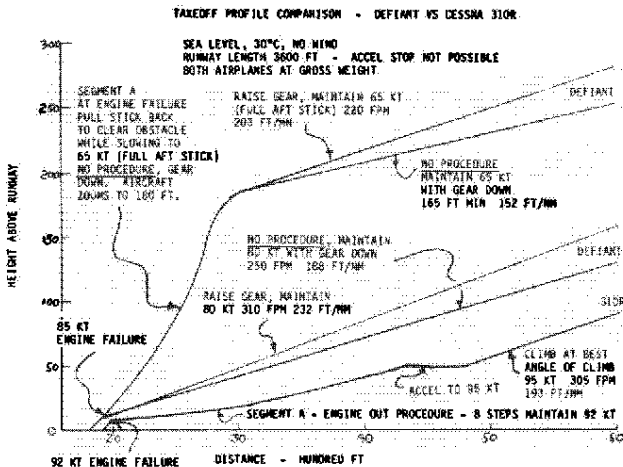 TAKEOFF PROFILE COMPARISON - DEFIANT VS CESSNA 310R
SEA LEVEL, 30°C, NO WIND
RUNWAY LENGTH 3600 FT - ACCEL STOP NOT POSSIBLE
BOTH AIRPLANES AT GROSS WEIGHT
300
250
200
150
100
50
0
HEIGHT ABOVE RUNWAY
SEGMENT A
AT ENGINE FAILURE
PULL STICK BACK
TO CLEAR OBSTACLE
WHILE SLOWING TO
65 KT (FULL AFT STICK)
NO PROCEDURE, GEAR
DOWN. AIRCRAFT
ZOOMS TO 180 FT.
RAISE GEAR, MAINTAIN 65 KT
(FULL AFT STICK) 220 FPM
203 FT/NM
DEFIANT
NO PROCEDURE
MAINTAIN 65 KT
WITH GEAR DOWN
165 FT MIN 152 FT/NM
NO PROCEDURE, MAINTAIN
80 KT WITH GEAR DOWN
250 FPM 188 FT/NM
DEFIANT
RAISE GEAR, MAINTAIN
80 KT 310 FPM 232 FT/NM
310R
85 KT
ENGINE FAILURE
CLIMB AT BEST
ANGLE OF CLIMB
95 KT 305 FPM
193 FT/NM
ACCEL TO 95 KT
SEGMENT A - ENGINE OUT PROCEDURE - 8 STEPS MAINTAIN 92 KT
20
30
40
50
60
92 KT ENGINE FAILURE
DISTANCE - HUNDRED FT